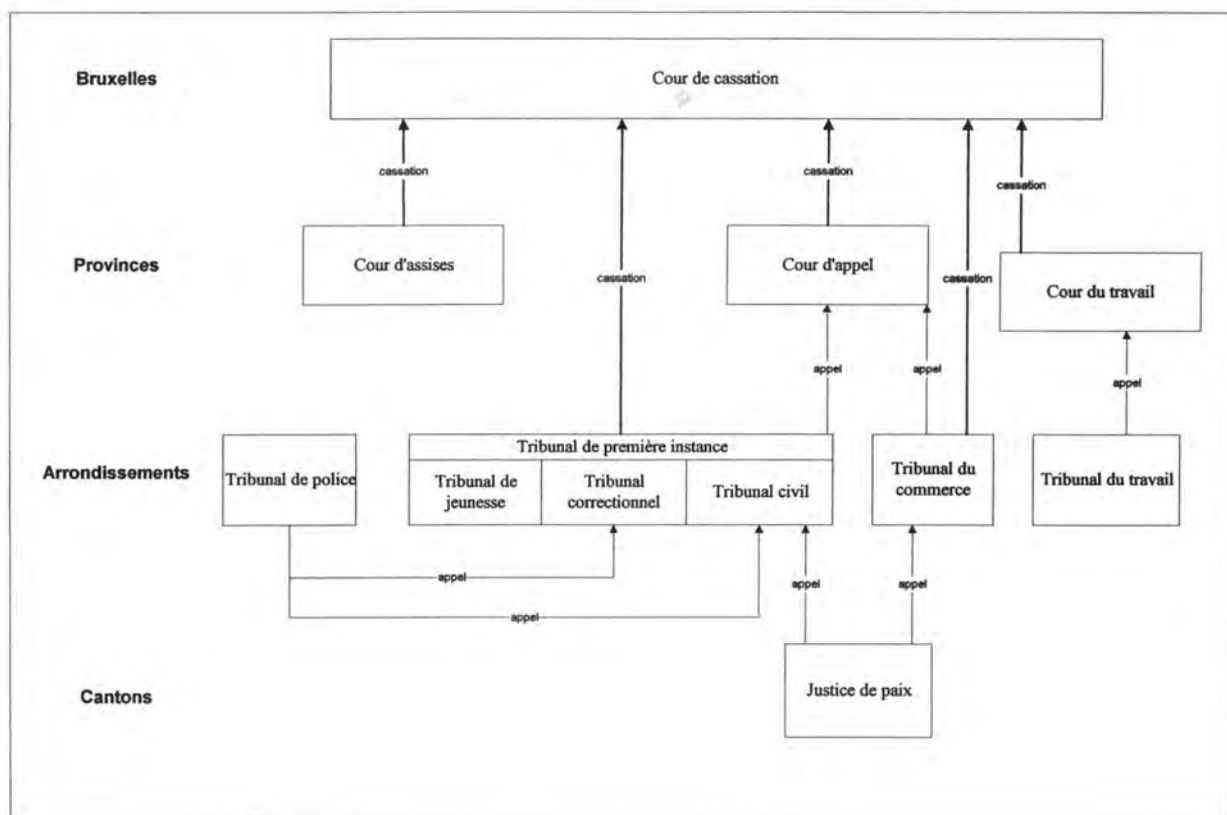 Bruxelles
Cour de cassation
cassation
cassation
cassation
Provinces
Cour d'assises
Cour d'appel
cassation
cassation
Cour du travail
appel
appel
appel
Arrondissements
Tribunal de police
Tribunal de première instance
Tribunal de
jeunesse
Tribunal
correctionnel
Tribunal civil
Tribunal du
commerce
Tribunal du travail
appel
appel
appel
appel
Cantons
Justice de paix